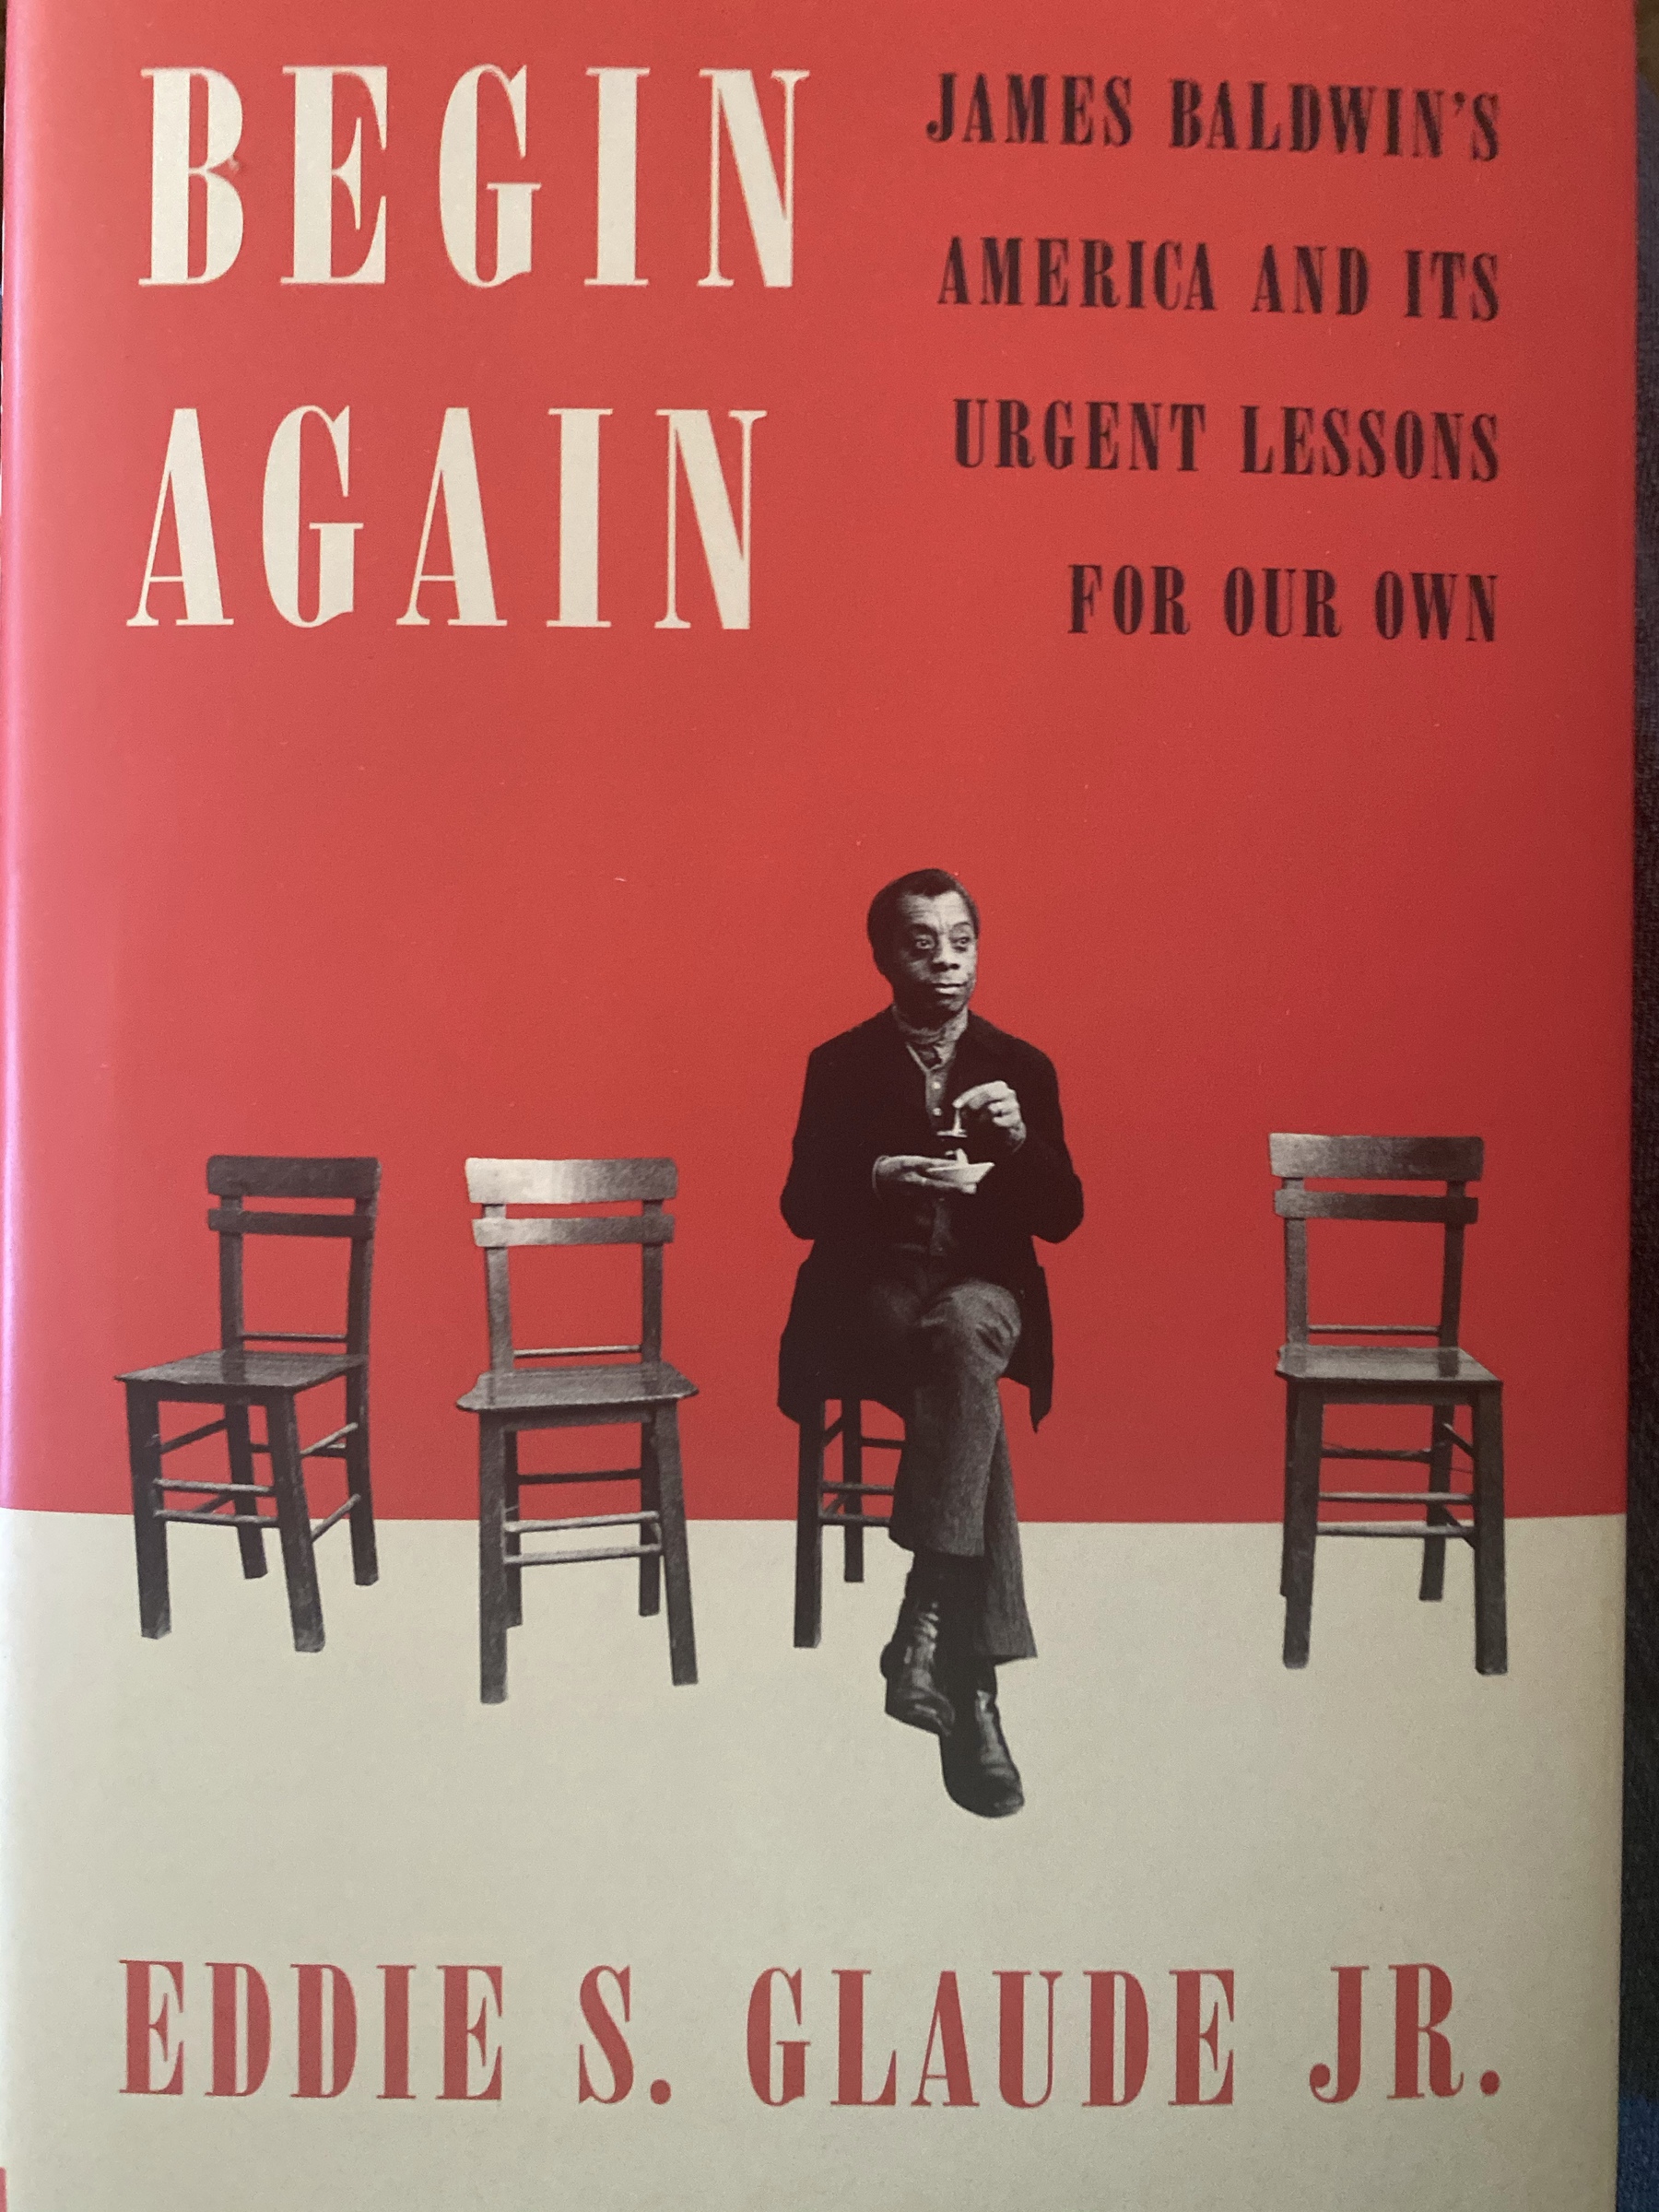 BEGIN
AGAIN
JAMES BALDWIN'S
AMERICA AND ITS
URGENT LESSONS
FOR OUR OWN
EDDIE S. GLAUDE JR.